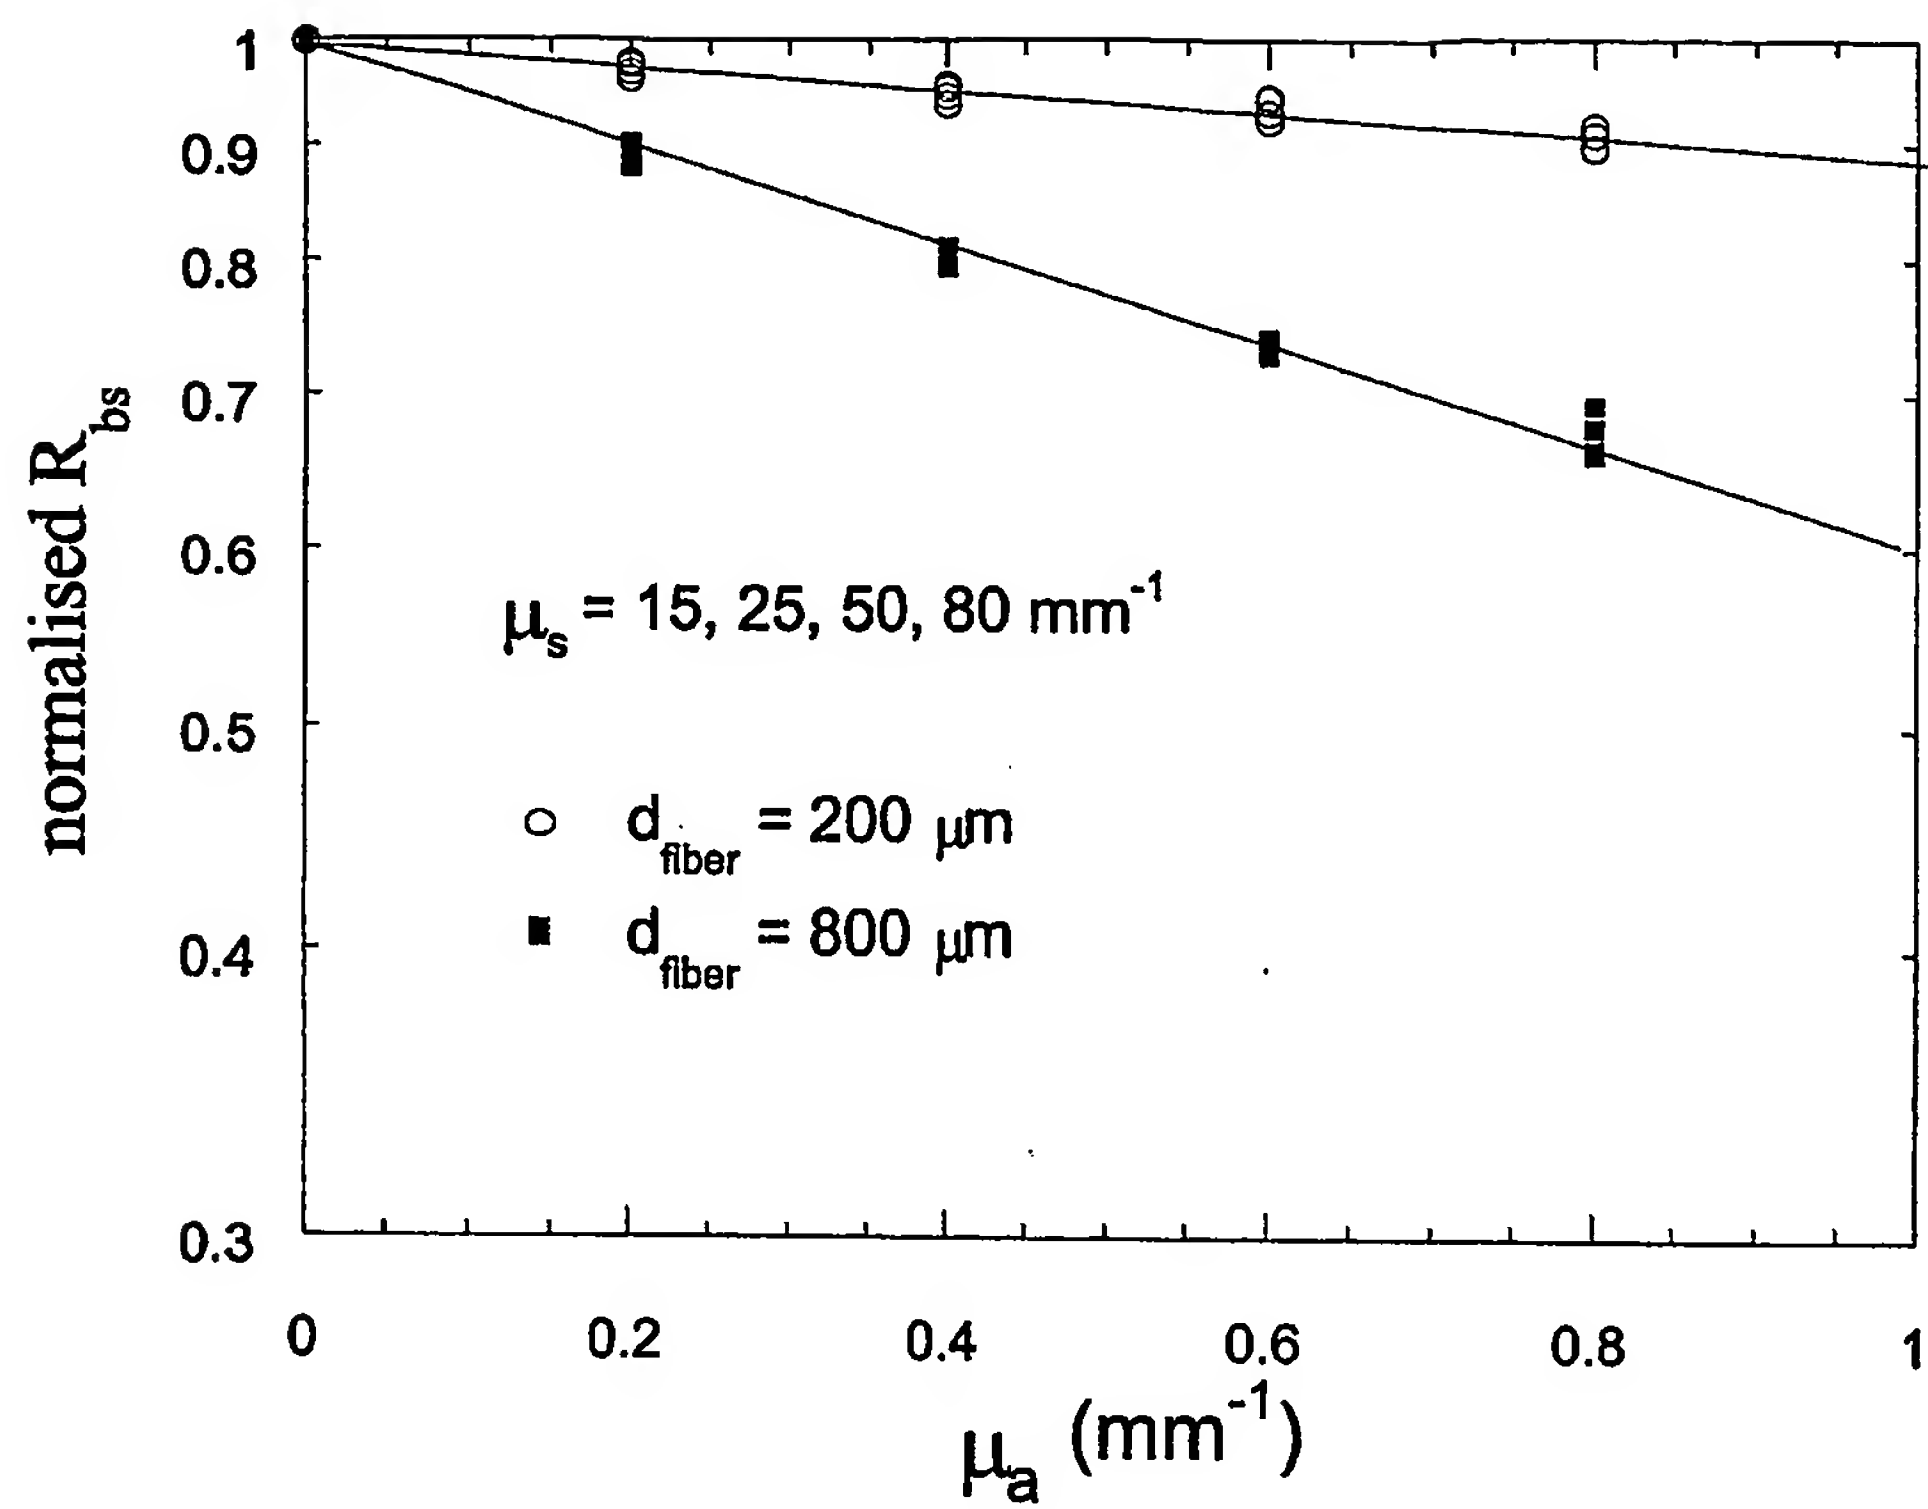 1
0.9
0.8
0.7
0.6
0.5
0.4
0.3
normalised R_bs
μ_s = 15, 25, 50, 80 mm^-1
d_fiber = 200 μm
d_fiber = 800 μm
0 0.2 0.4 0.6 0.8 1
μ_a (mm^-1)